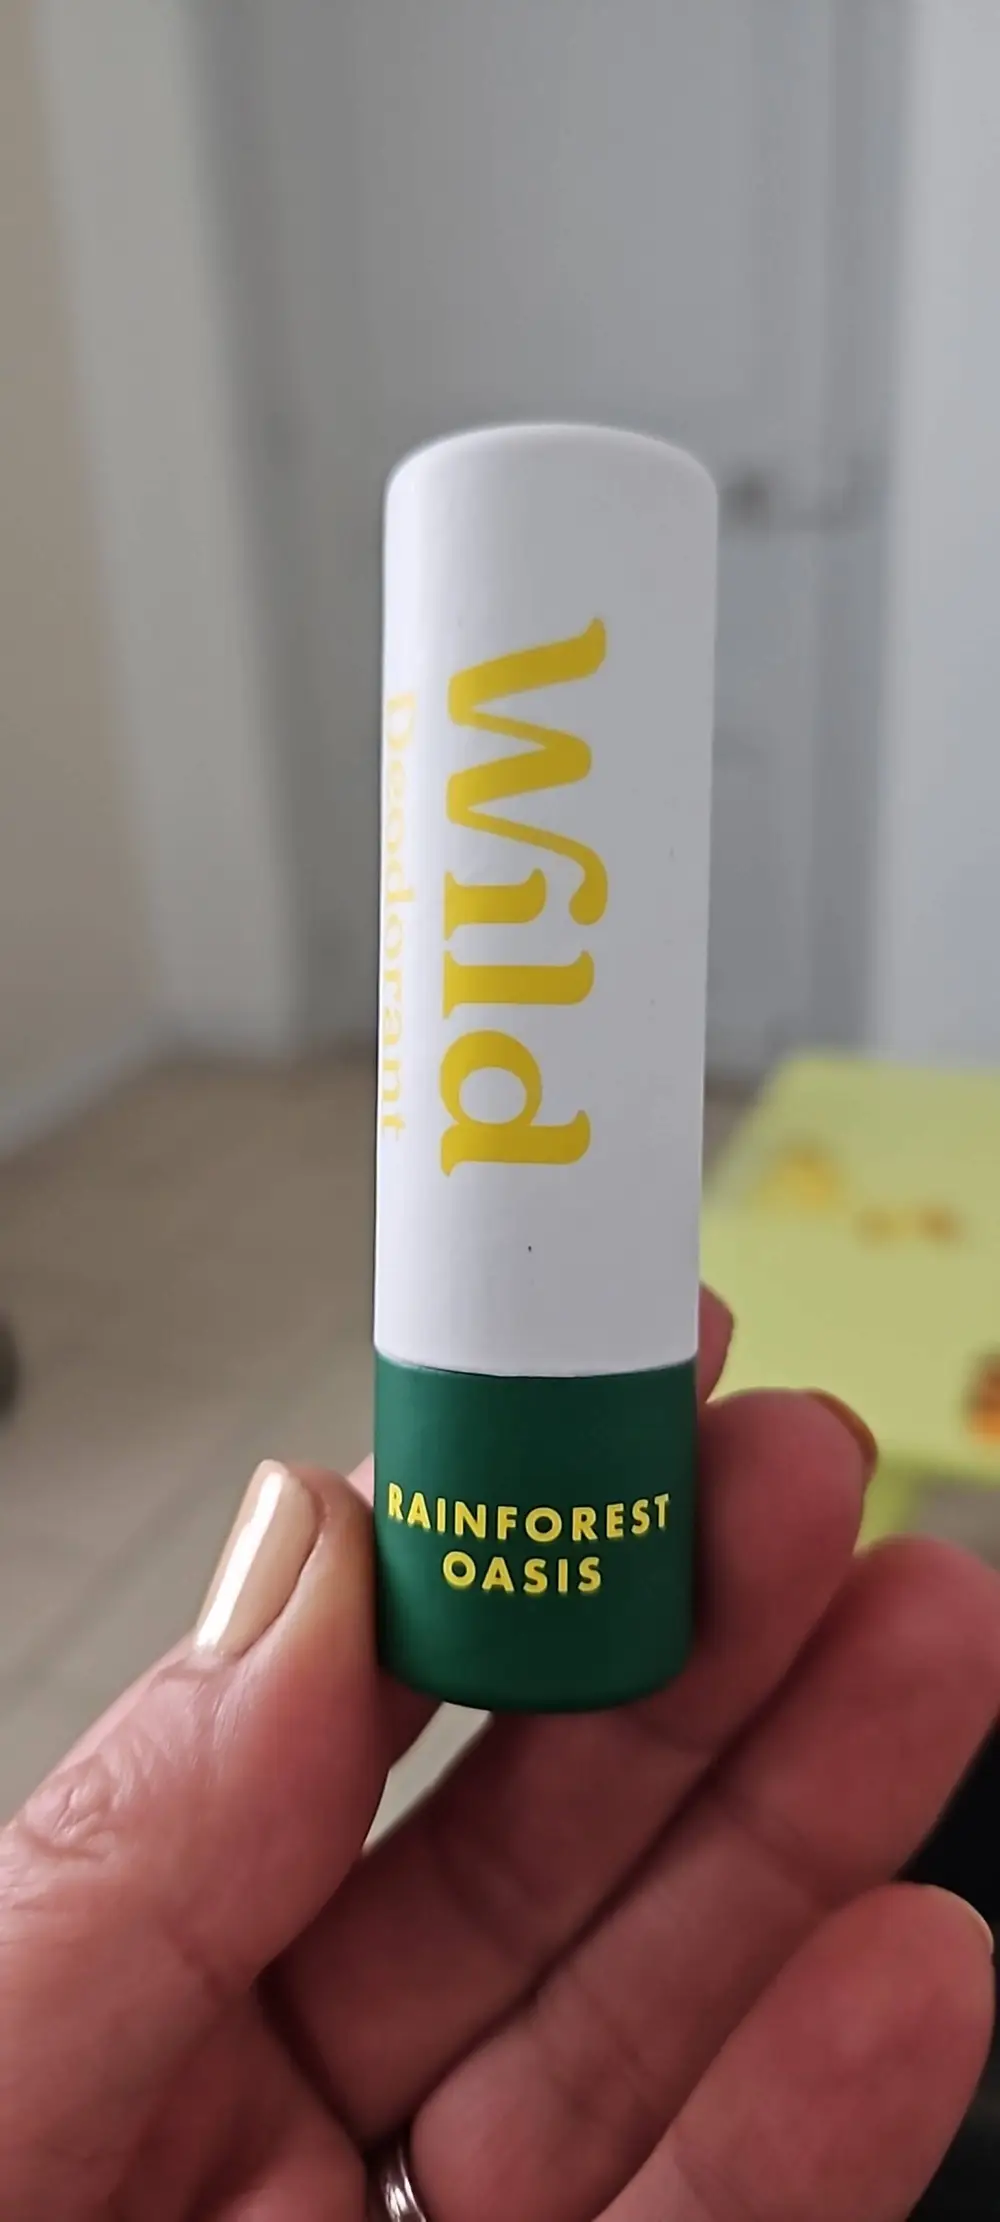 Wild
Deodorant
RAINFOREST
OASIS